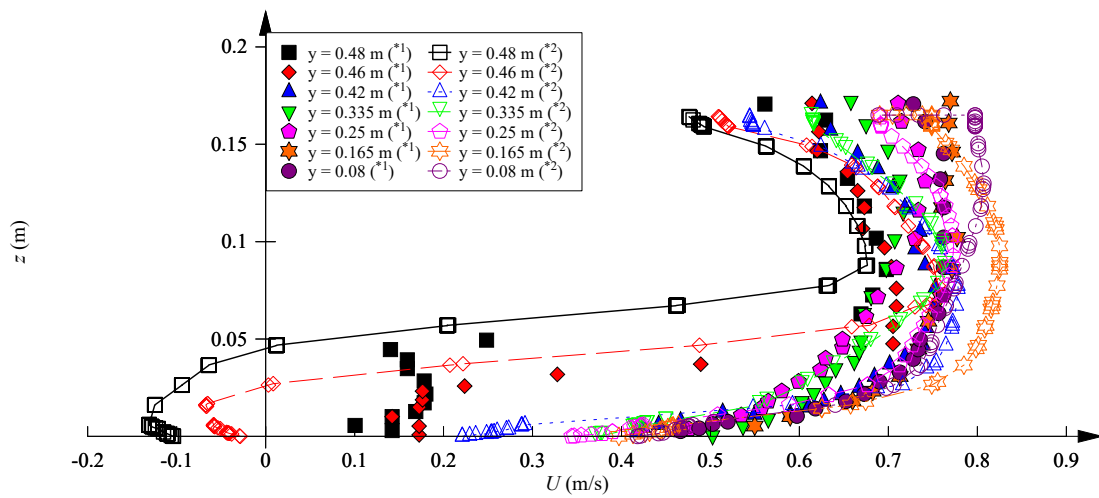 0.2
y = 0.48 m (*1) y = 0.48 m (*2)
y = 0.46 m (*1) y = 0.46 m (*2)
y = 0.42 m (*1) y = 0.42 m (*2)
y = 0.335 m (*1) y = 0.335 m (*2)
y = 0.25 m (*1) y = 0.25 m (*2)
y = 0.165 m (*1) y = 0.165 m (*2)
y = 0.08 m (*1) y = 0.08 m (*2)
0.15
0.1
0.05
0
z (m)
-0.2 -0.1 0 0.1 0.2 0.3 0.4 0.5 0.6 0.7 0.8 0.9
U (m/s)